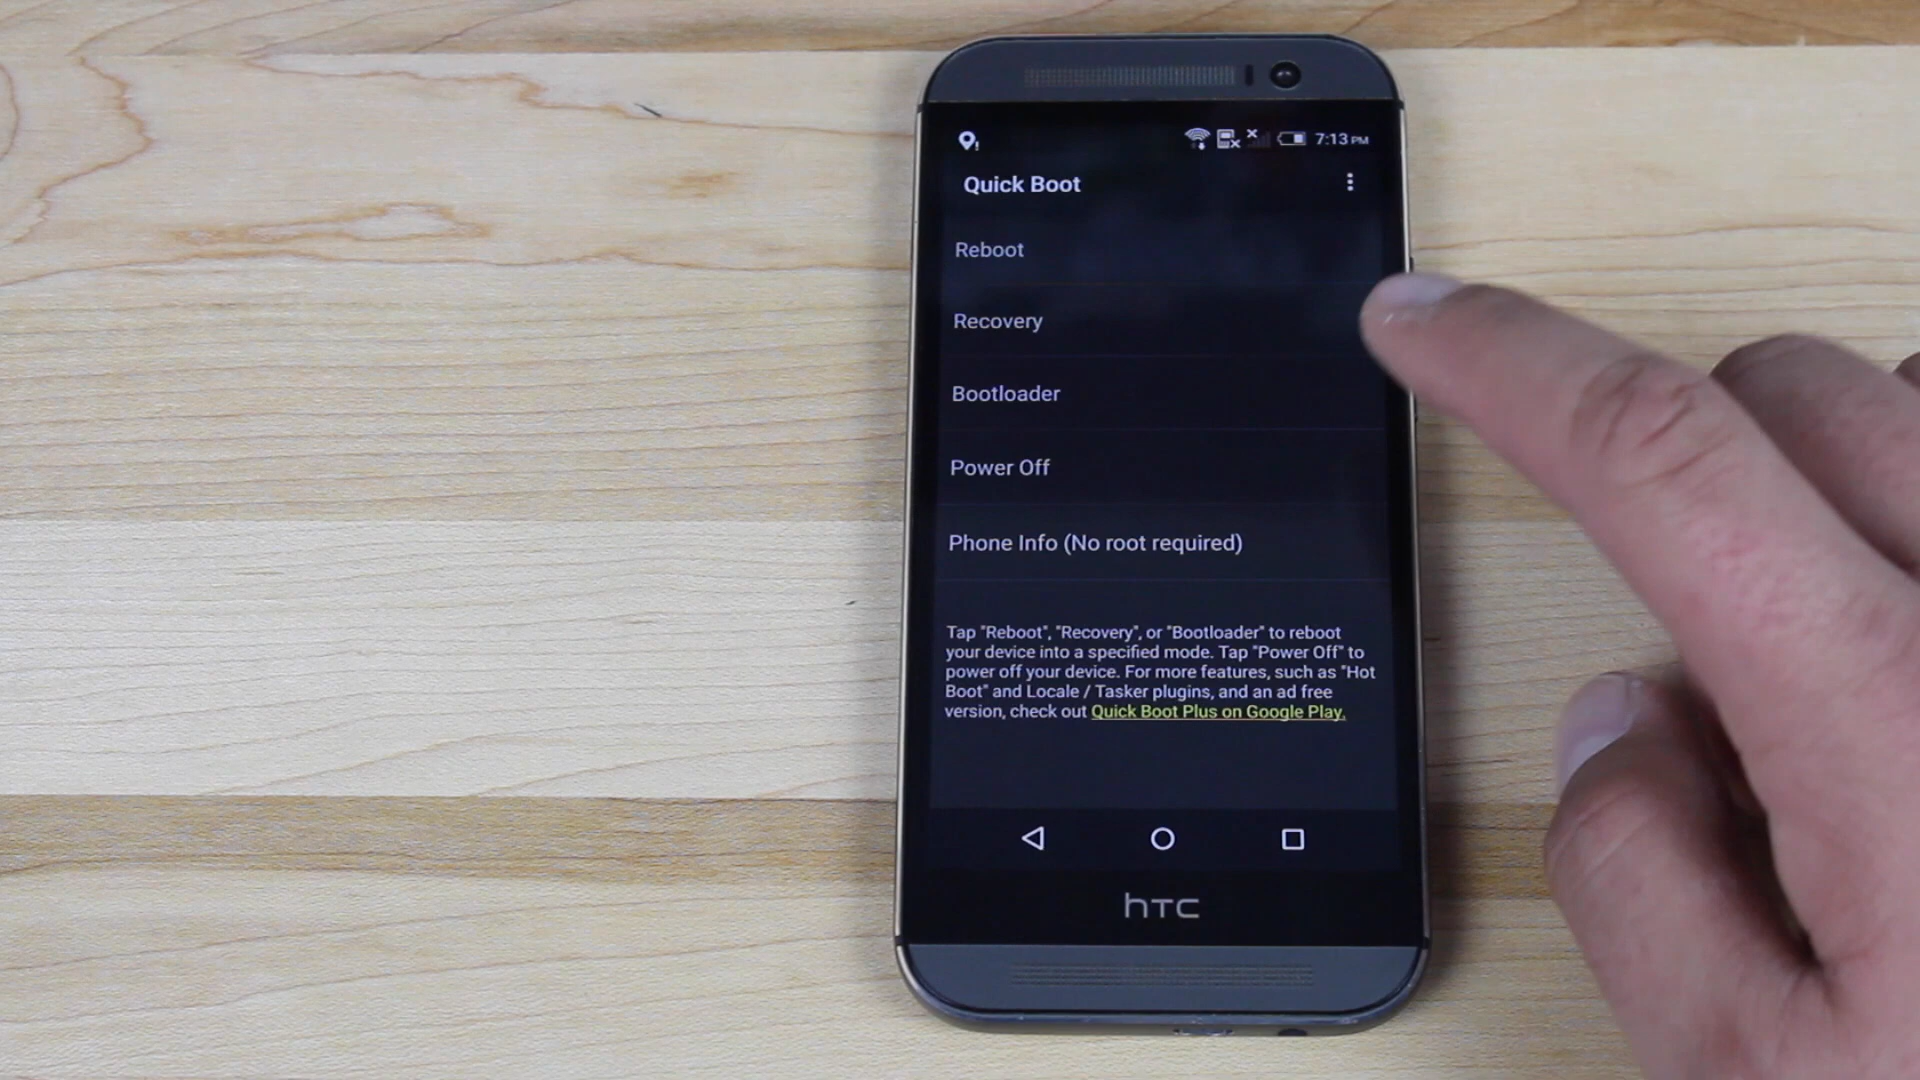 7:13 PM
Quick Boot
Reboot
Recovery
Bootloader
Power Off
Phone Info (No root required)
Tap "Reboot", "Recovery", or "Bootloader" to reboot
your device into a specified mode. Tap "Power Off" to
power off your device. For more features, such as "Hot
Boot" and Locale / Tasker plugins, and an ad free
version, check out Quick Boot Plus on Google Play.
hTC